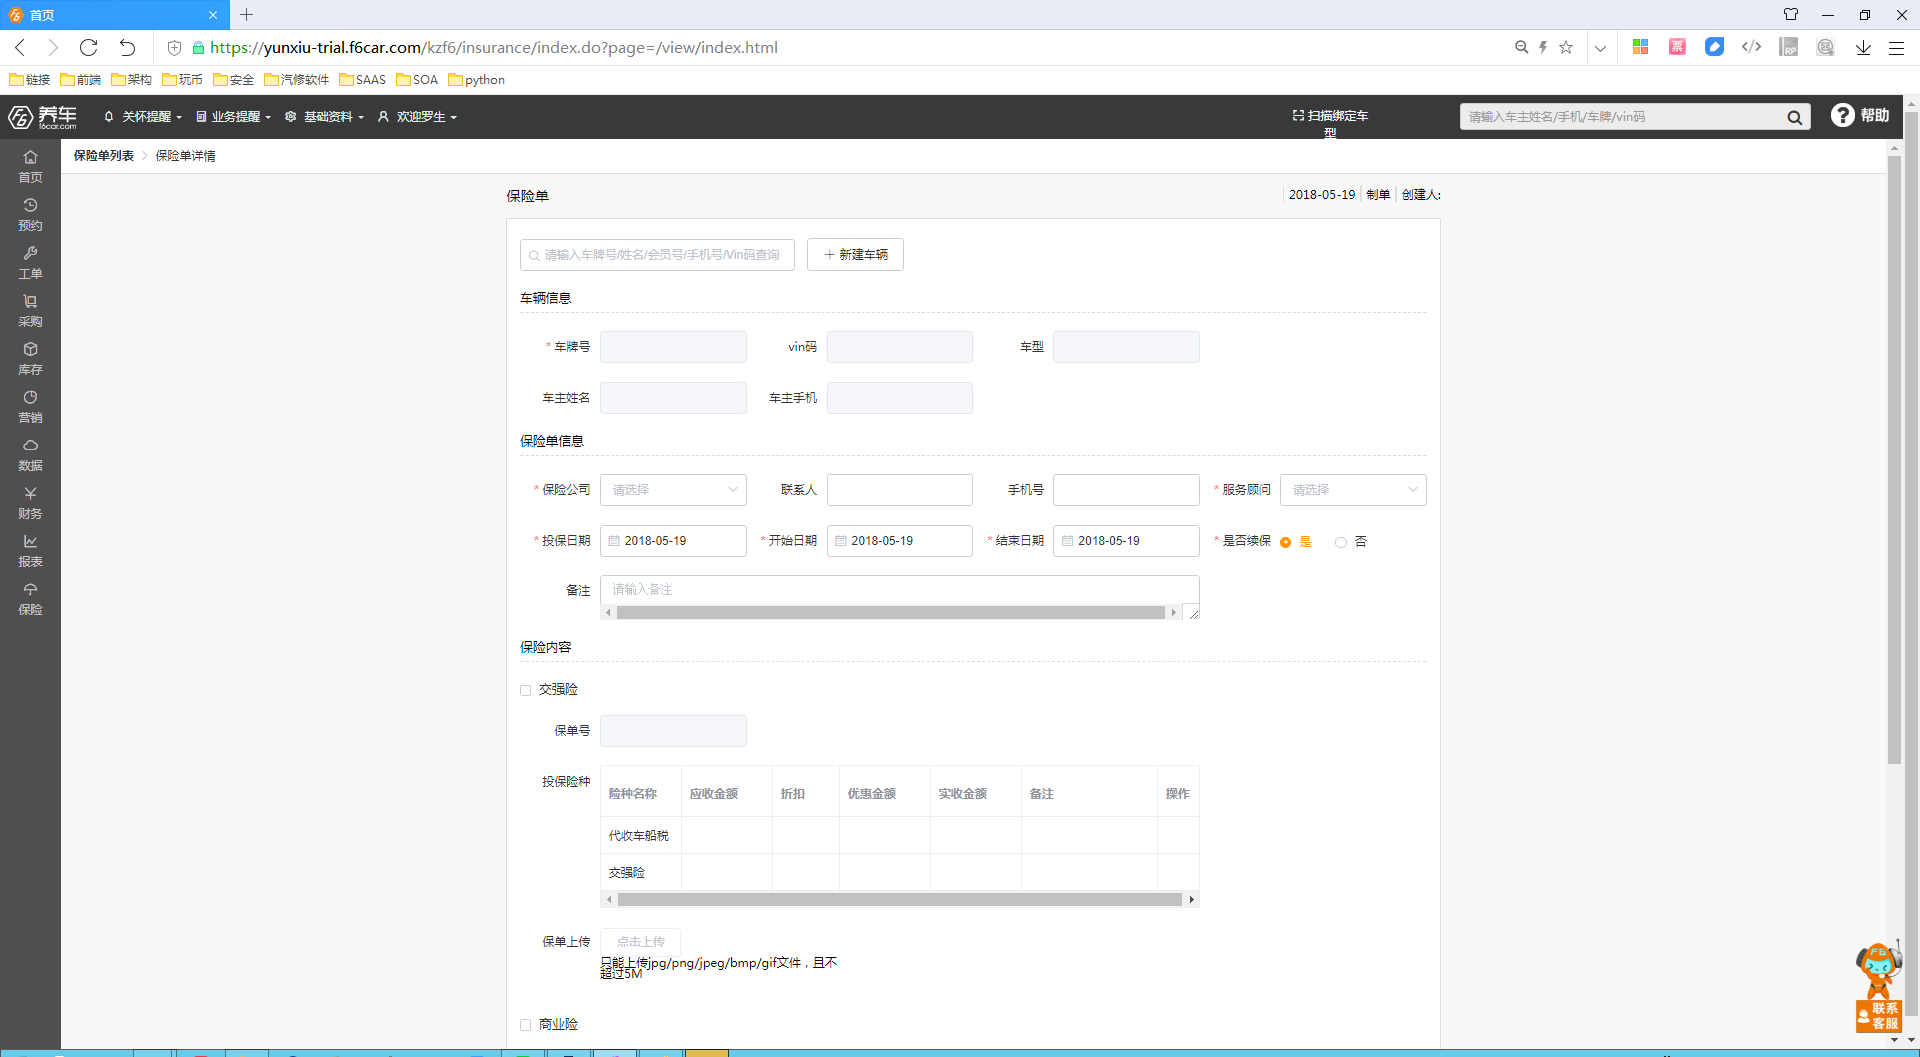 首页
https://yunxiu-trial.f6car.com/kzf6/insurance/index.do?page=/view/index.html
链接 前端 架构 玩币 安全 汽修软件 SAAS SOA python
F6 养车 f6car.com 关怀提醒 业务提醒 基础资料 欢迎罗生 扫描绑定车型 请输入车主姓名/手机/车牌/vin码 ? 帮助
首页
预约
工单
采购
库存
营销
数据
财务
报表
保险
保险单列表 保险单详情
保险单 2018-05-19 制单 创建人:
请输入车牌号/姓名/会员号/手机号/Vin码查询 + 新建车辆
车辆信息
* 车牌号 vin码 车型
车主姓名 车主手机
保险单信息
* 保险公司 请选择 联系人 手机号 * 服务顾问 请选择
* 投保日期 2018-05-19 * 开始日期 2018-05-19 * 结束日期 2018-05-19 * 是否续保 是 否
备注 请输入备注
保险内容
交强险
保单号
投保险种 险种名称 应收金额 折扣 优惠金额 实收金额 备注 操作
代收车船税
交强险
保单上传 点击上传
只能上传jpg/png/jpeg/bmp/gif文件，且不
超过5M
商业险
F6
联系
客服